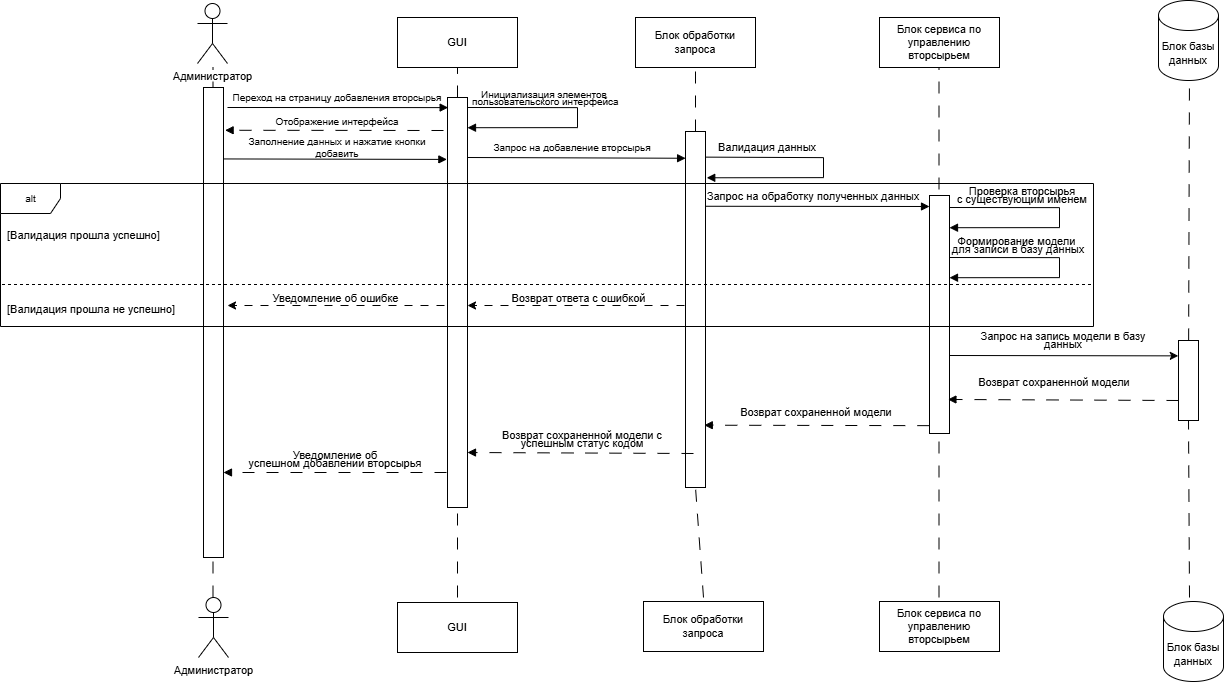 Администратор
GUI
Блок обработки
запроса
Блок сервиса по
управлению
вторсырьем
Блок базы
данных
Переход на страницу добавления вторсырья
Инициализация элементов
пользовательского интерфейса
Отображение интерфейса
Заполнение данных и нажатие кнопки
добавить
Запрос на добавление вторсырья
Валидация данных
alt
[Валидация прошла успешно]
Запрос на обработку полученных данных
Проверка вторсырья
с существующим именем
Формирование модели
для записи в базу данных
[Валидация прошла не успешно]
Уведомление об ошибке
Возврат ответа с ошибкой
Запрос на запись модели в базу
данных
Возврат сохраненной модели
Возврат сохраненной модели
Возврат сохраненной модели с
успешным статус кодом
Уведомление об
успешном добавлении вторсырья
Администратор
GUI
Блок обработки
запроса
Блок сервиса по
управлению
вторсырьем
Блок базы
данных